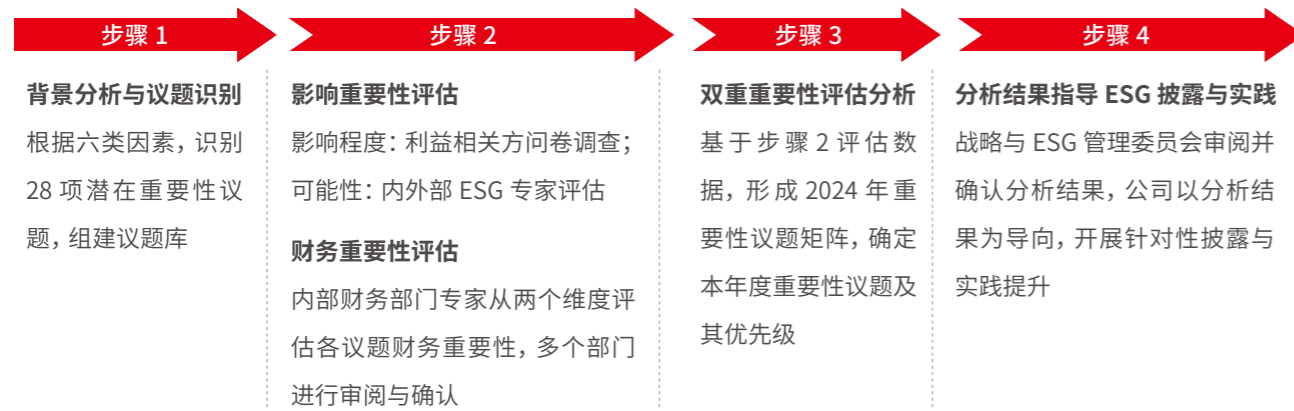 步骤 1
背景分析与议题识别
根据六类因素，识别
28 项潜在重要性议
题，组建议题库
步骤 2
影响重要性评估
影响程度：利益相关方问卷调查；
可能性：内外部 ESG 专家评估
财务重要性评估
内部财务部门专家从两个维度评
估各议题财务重要性，多个部门
进行审阅与确认
步骤 3
双重重要性评估分析
基于步骤 2 评估数
据，形成 2024 年重
要性议题矩阵，确定
本年度重要性议题及
其优先级
步骤 4
分析结果指导 ESG 披露与实践
战略与 ESG 管理委员会审阅并
确认分析结果，公司以分析结
果为导向，开展针对性披露与
实践提升